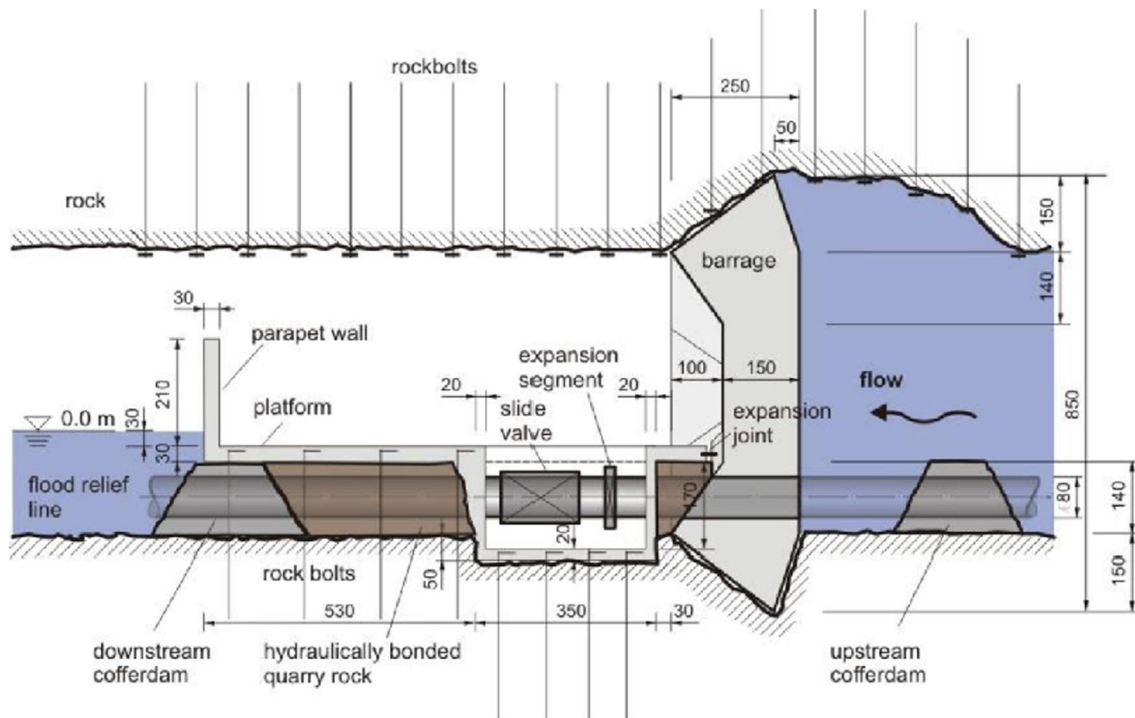 rockbolts
250
50
rock
150
barrage
140
30
parapet wall
expansion
segment
20
20
100
150
flow
210
slide
valve
platform
expansion
joint
850
0.0 m
30
30
flood relief
line
170
80
140
20
rock bolts
50
150
530
350
30
downstream
cofferdam
hydraulically bonded
quarry rock
upstream
cofferdam